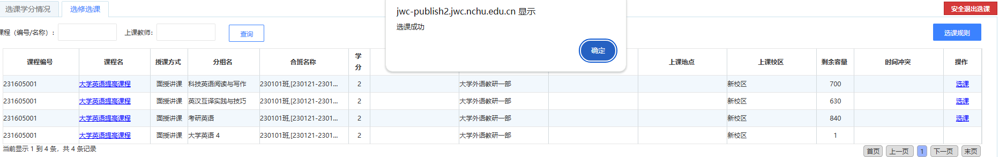 选课学分情况 选修选课
jwc-publish2.jwc.nchu.edu.cn 显示
选课成功
确定
安全退出选课
课程（编号/名称）： 上课教师： 查询 选课规则
课程编号 课程名 授课方式 分组名 合班名称 学分 上课地点 上课校区 剩余容量 时间冲突 操作
231605001 大学英语提高课程 面授讲课 科技英语阅读与写作 230101班,[230121-2301... 2 大学外语教研一部 新校区 700 选课
231605001 大学英语提高课程 面授讲课 英汉互译实践与技巧 230101班,[230121-2301... 2 大学外语教研一部 新校区 630 选课
231605001 大学英语提高课程 面授讲课 考研英语 230101班,[230121-2301... 2 大学外语教研一部 新校区 840 选课
231605001 大学英语提高课程 面授讲课 大学英语 4 230101班,[230121-2301... 2 大学外语教研一部 新校区 1
当前显示 1 到 4 条，共 4 条记录 首页 上一页 1 下一页 末页